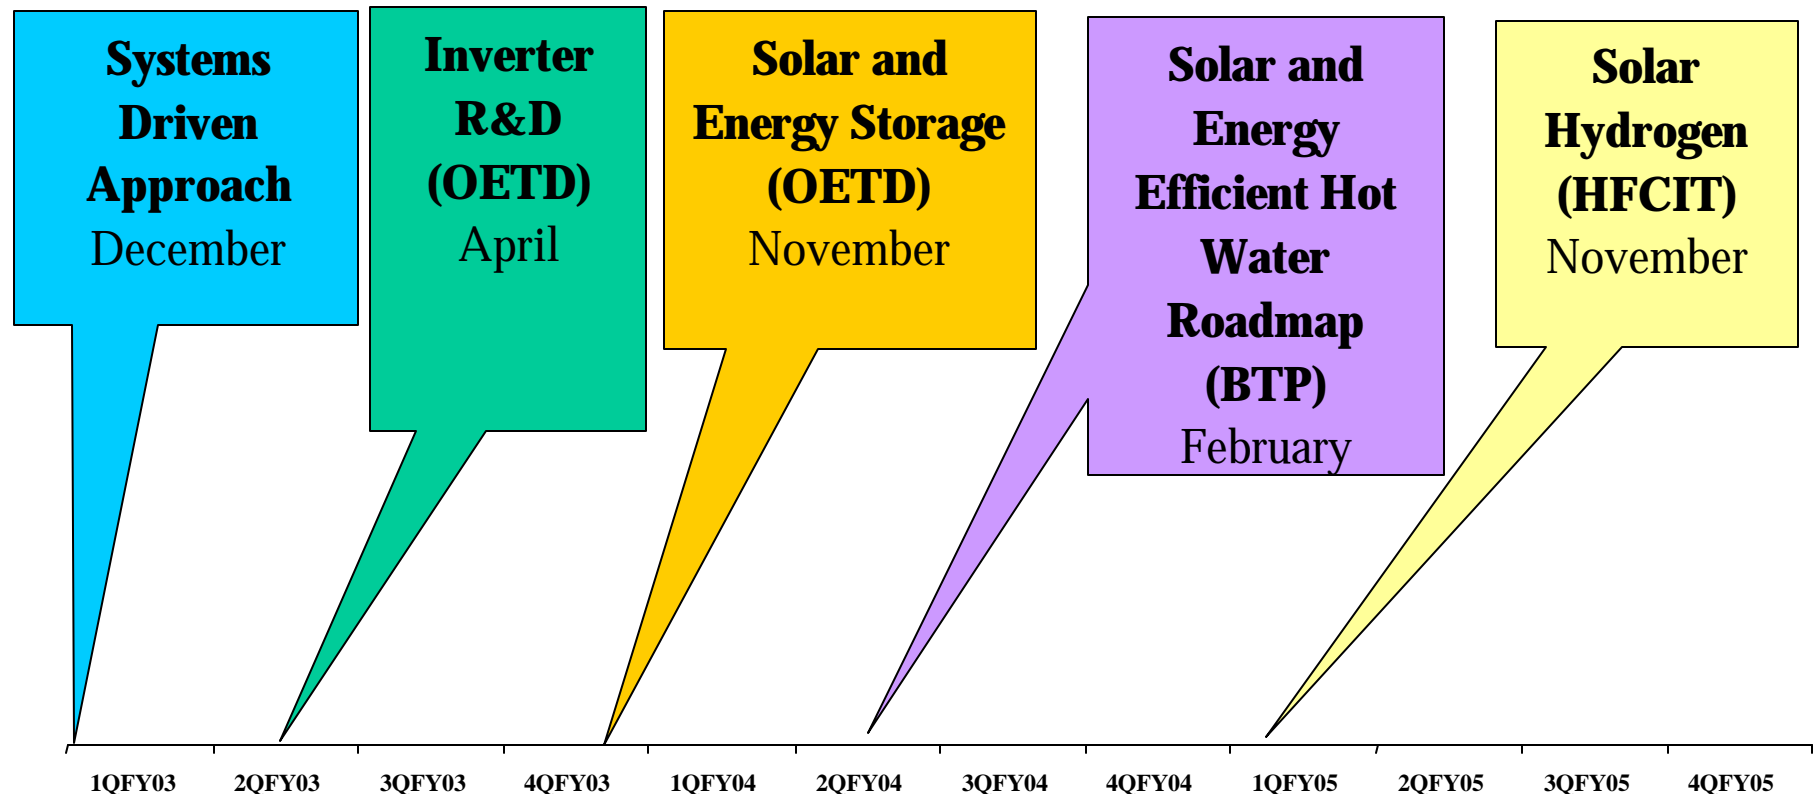 Systems
Driven
Approach
December
Inverter
R&D
(OETD)
April
Solar and
Energy Storage
(OETD)
November
Solar and
Energy
Efficient Hot
Water
Roadmap
(BTP)
February
Solar
Hydrogen
(HFCIT)
November
1QFY03 2QFY03 3QFY03 4QFY03 1QFY04 2QFY04 3QFY04 4QFY04 1QFY05 2QFY05 3QFY05 4QFY05